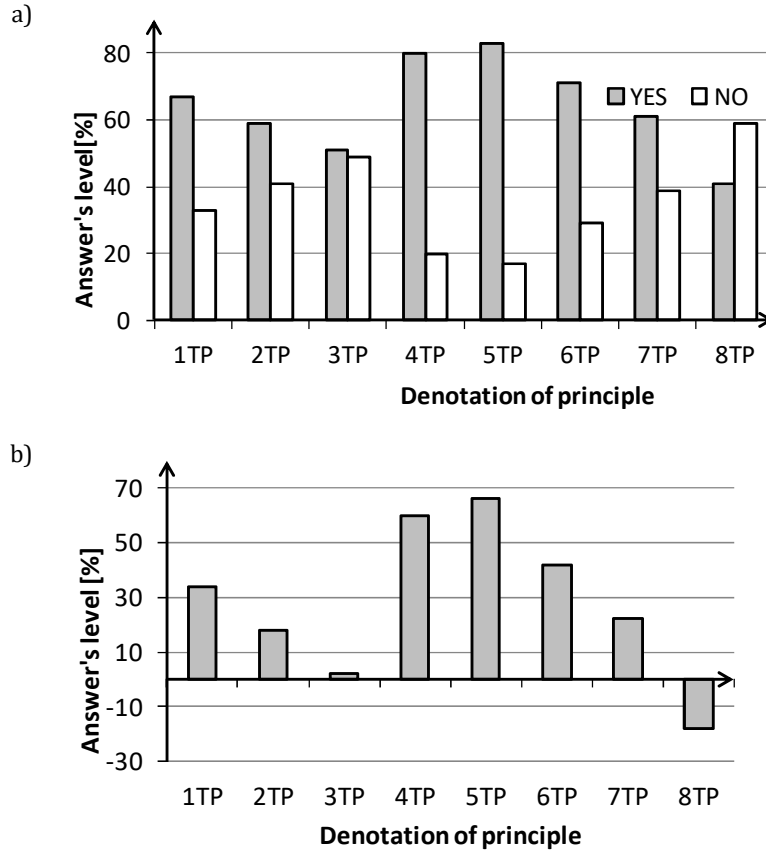 a)
Answer's level[%]
80
60
40
20
0
YES NO
1TP 2TP 3TP 4TP 5TP 6TP 7TP 8TP
Denotation of principle
b)
Answer's level [%]
70
50
30
10
-10
-30
1TP 2TP 3TP 4TP 5TP 6TP 7TP 8TP
Denotation of principle